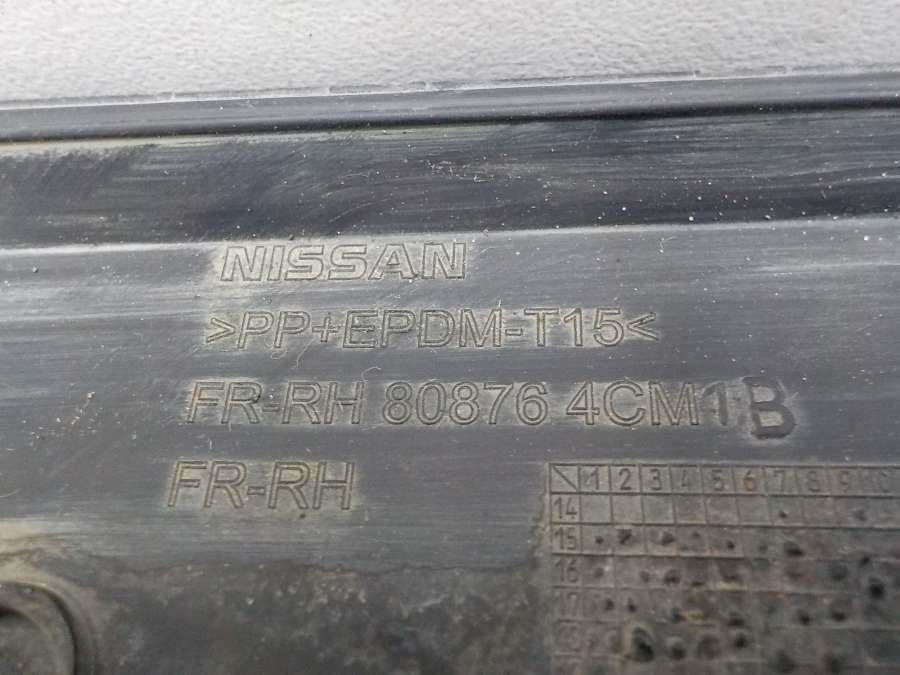 NISSAN
>PP+EPDM-T15<
FR-RH 80876 4CM1B
FR-RH
1 2 3 4 5 6 7 8 9
14
15
16
17